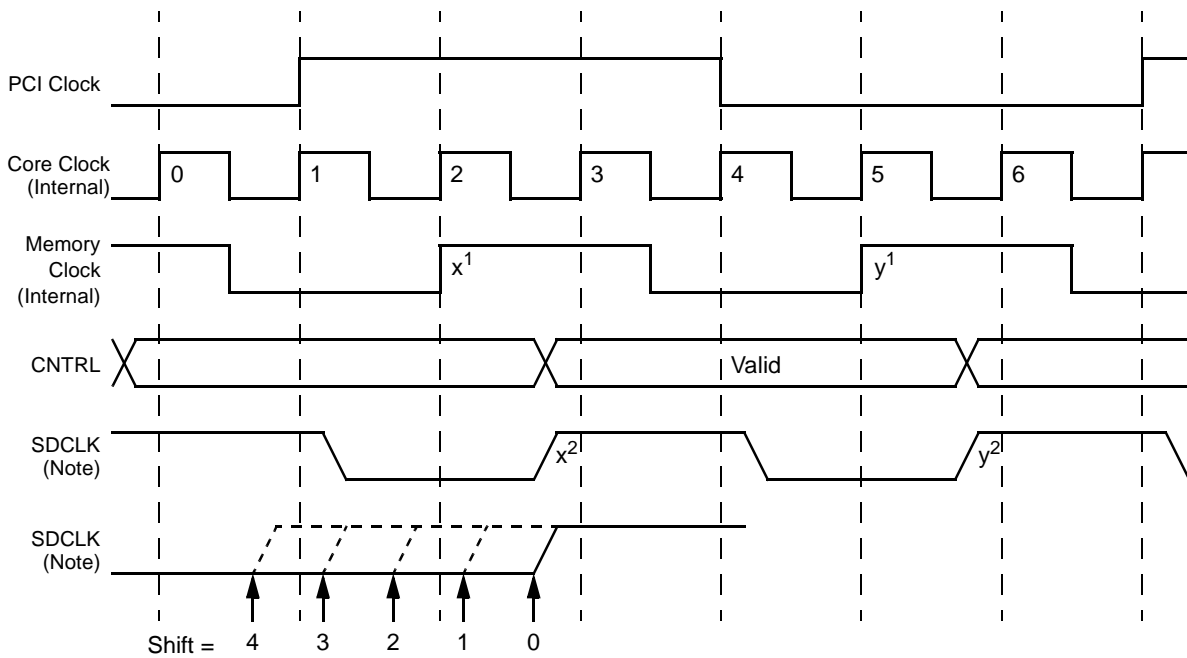 PCI Clock
Core Clock
(Internal)
0 1 2 3 4 5 6
Memory
Clock
(Internal)
x1 y1
CNTRL
Valid
SDCLK
(Note)
x2 y2
SDCLK
(Note)
Shift = 4 3 2 1 0